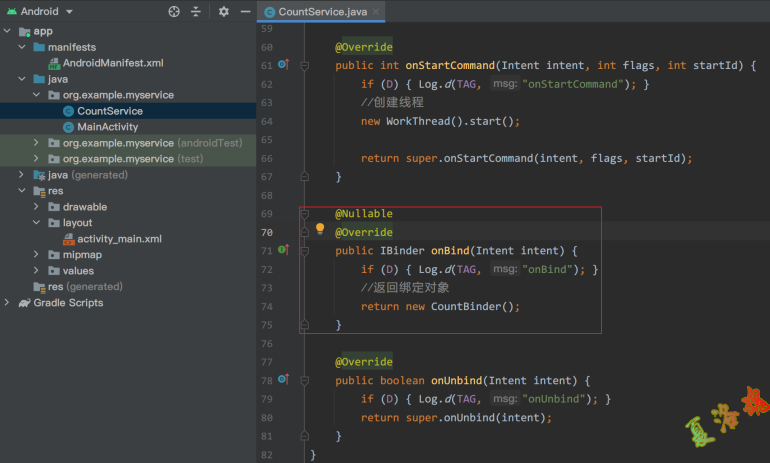 Android
CountService.java
app
manifests
AndroidManifest.xml
java
org.example.myservice
CountService
MainActivity
org.example.myservice (androidTest)
org.example.myservice (test)
java (generated)
res
drawable
layout
activity_main.xml
mipmap
values
res (generated)
Gradle Scripts
59
60 @Override
61 public int onStartCommand(Intent intent, int flags, int startId) {
62 if (D) { Log.d(TAG, msg: "onStartCommand"); }
63 //创建线程
64 new WorkThread().start();
65
66 return super.onStartCommand(intent, flags, startId);
67 }
68
69 @Nullable
70 @Override
71 public IBinder onBind(Intent intent) {
72 if (D) { Log.d(TAG, msg: "onBind"); }
73 //返回绑定对象
74 return new CountBinder();
75 }
76
77 @Override
78 public boolean onUnbind(Intent intent) {
79 if (D) { Log.d(TAG, msg: "onUnbind"); }
80 return super.onUnbind(intent);
81 }
82 }